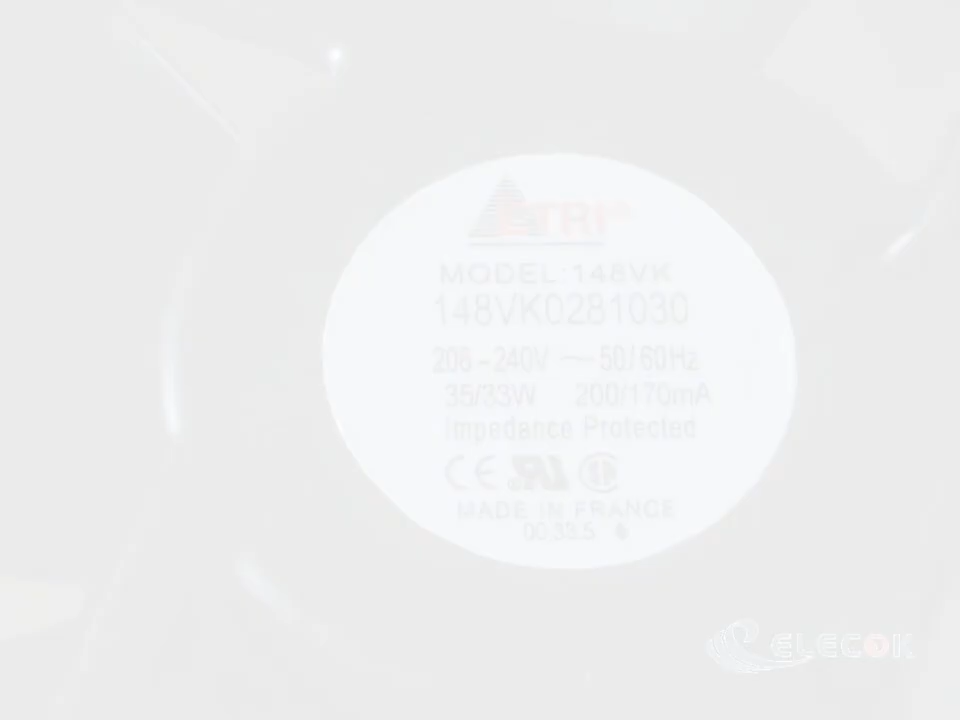 ETRI
MODEL:148VK
148VK0281030
208-240V ~ 50/60Hz
35/33W 200/170mA
Impedance Protected
CE
MADE IN FRANCE
00.33.5
ELECOK